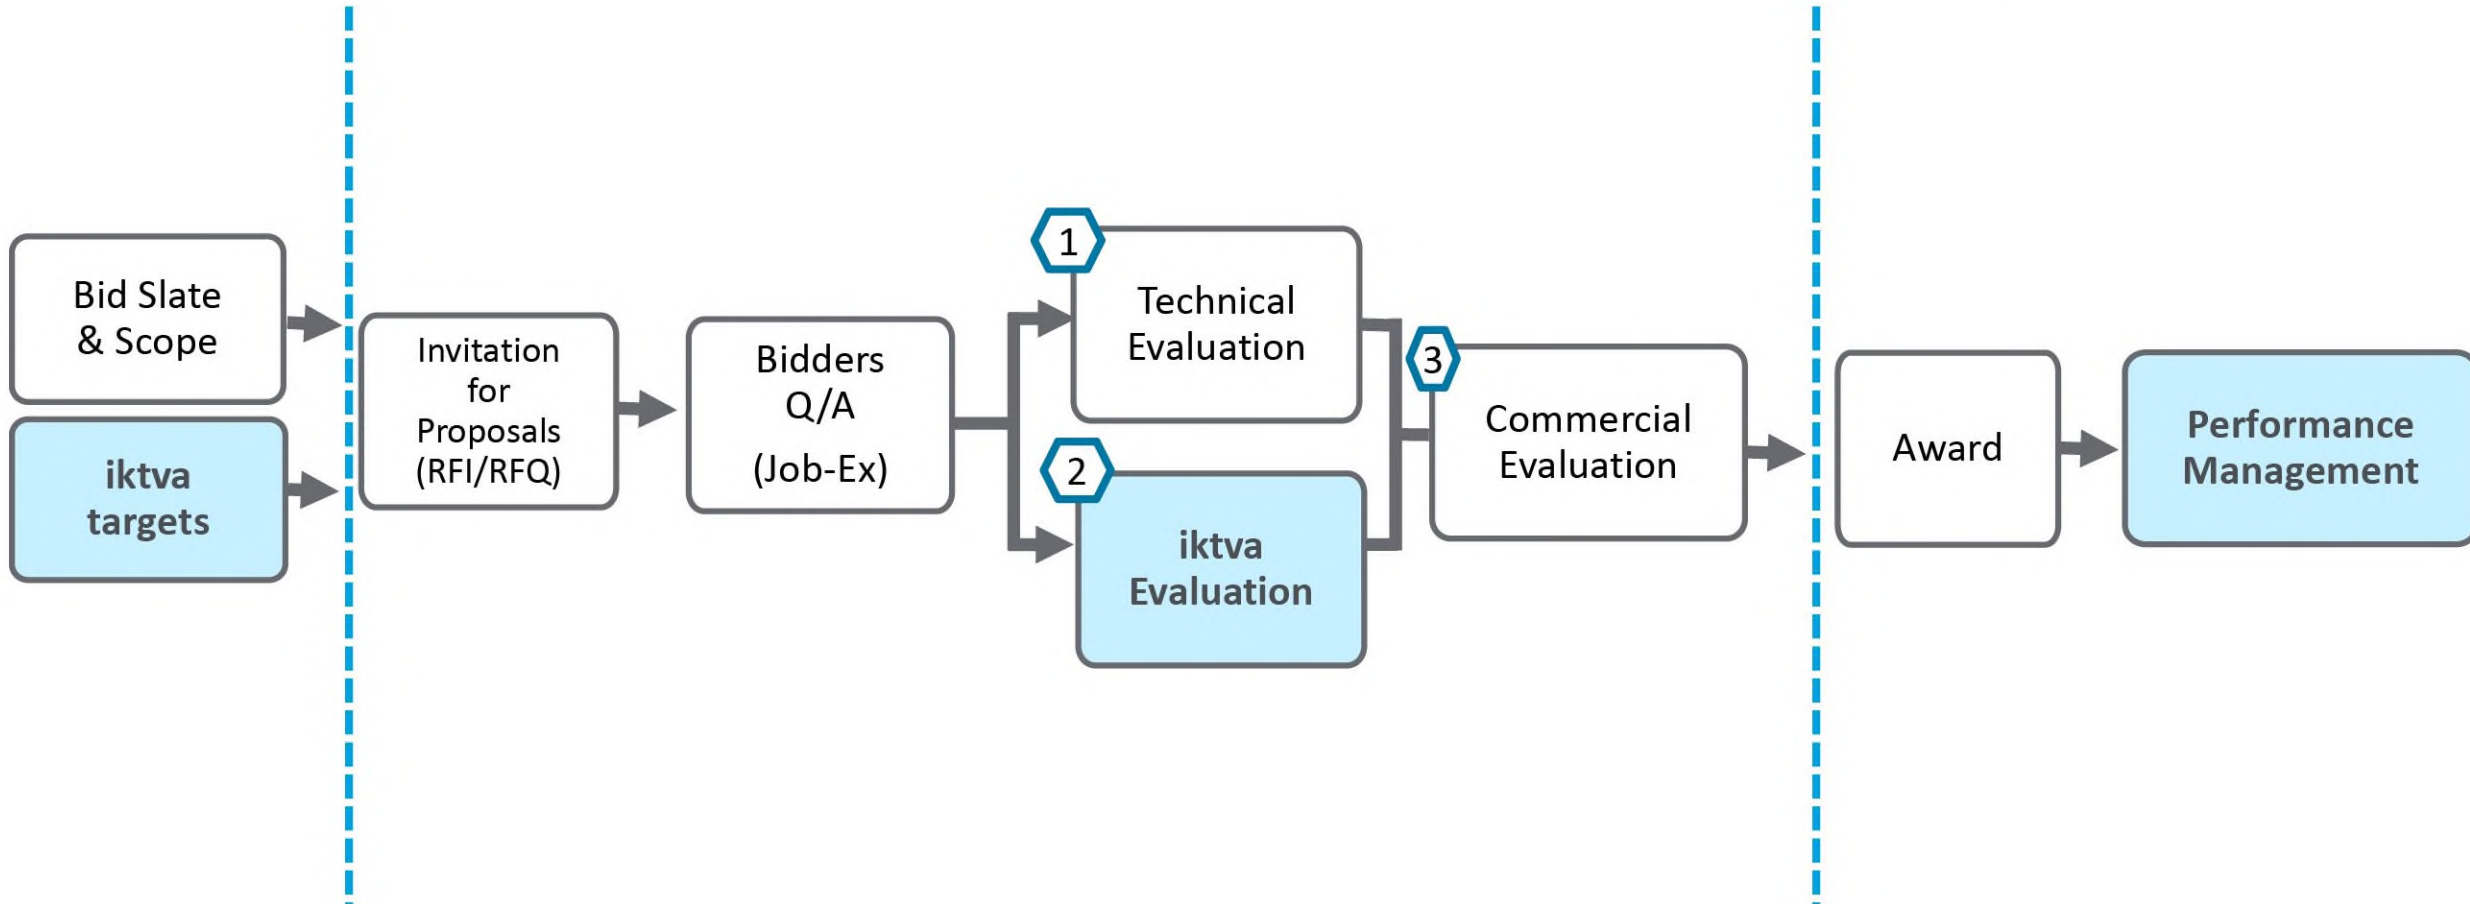 Bid Slate
& Scope
iktva
targets
Invitation
for
Proposals
(RFI/RFQ)
Bidders
Q/A
(Job-Ex)
1
Technical
Evaluation
2
iktva
Evaluation
3
Commercial
Evaluation
Award
Performance
Management